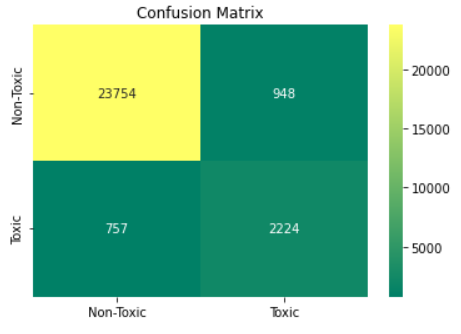 Confusion Matrix
Non-Toxic
23754
948
20000
15000
10000
Toxic
757
2224
5000
Non-Toxic
Toxic